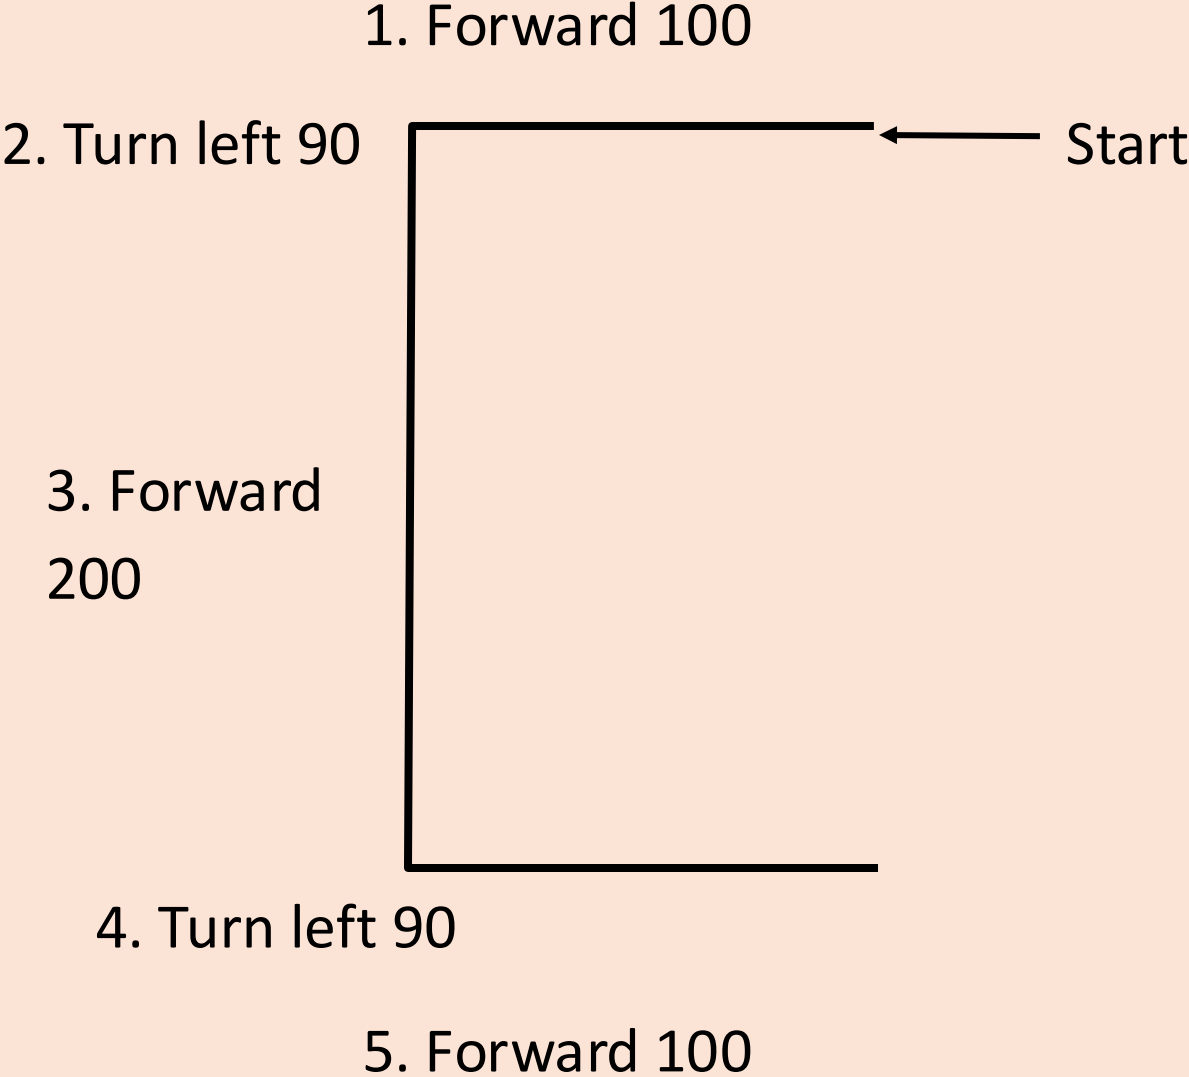 1. Forward 100
2. Turn left 90
Start
3. Forward
200
4. Turn left 90
5. Forward 100